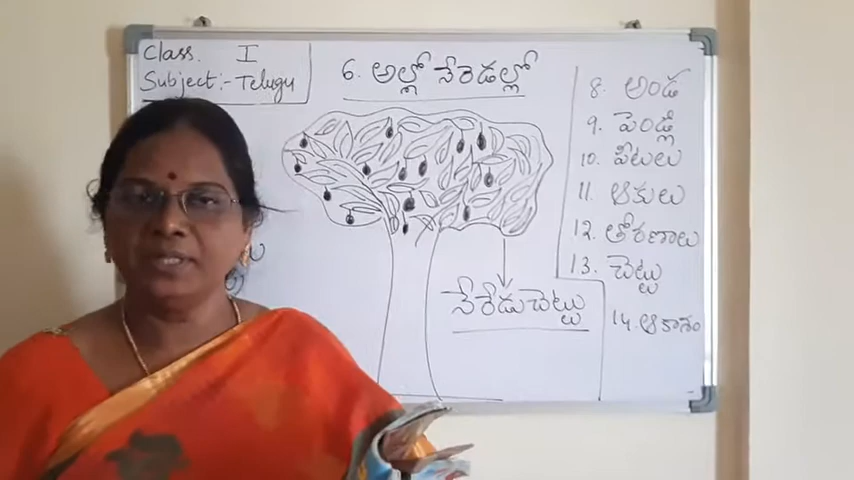 Class I
Subject :- Telugu
6. అల్లో నేరేడల్లో
8. అండ
9. పెండ్లి
10. పీటలు
11. ఆకులు
12. తోరణాలు
13. చెట్టు
14. ఆకాశం
నేరేడుచెట్టు